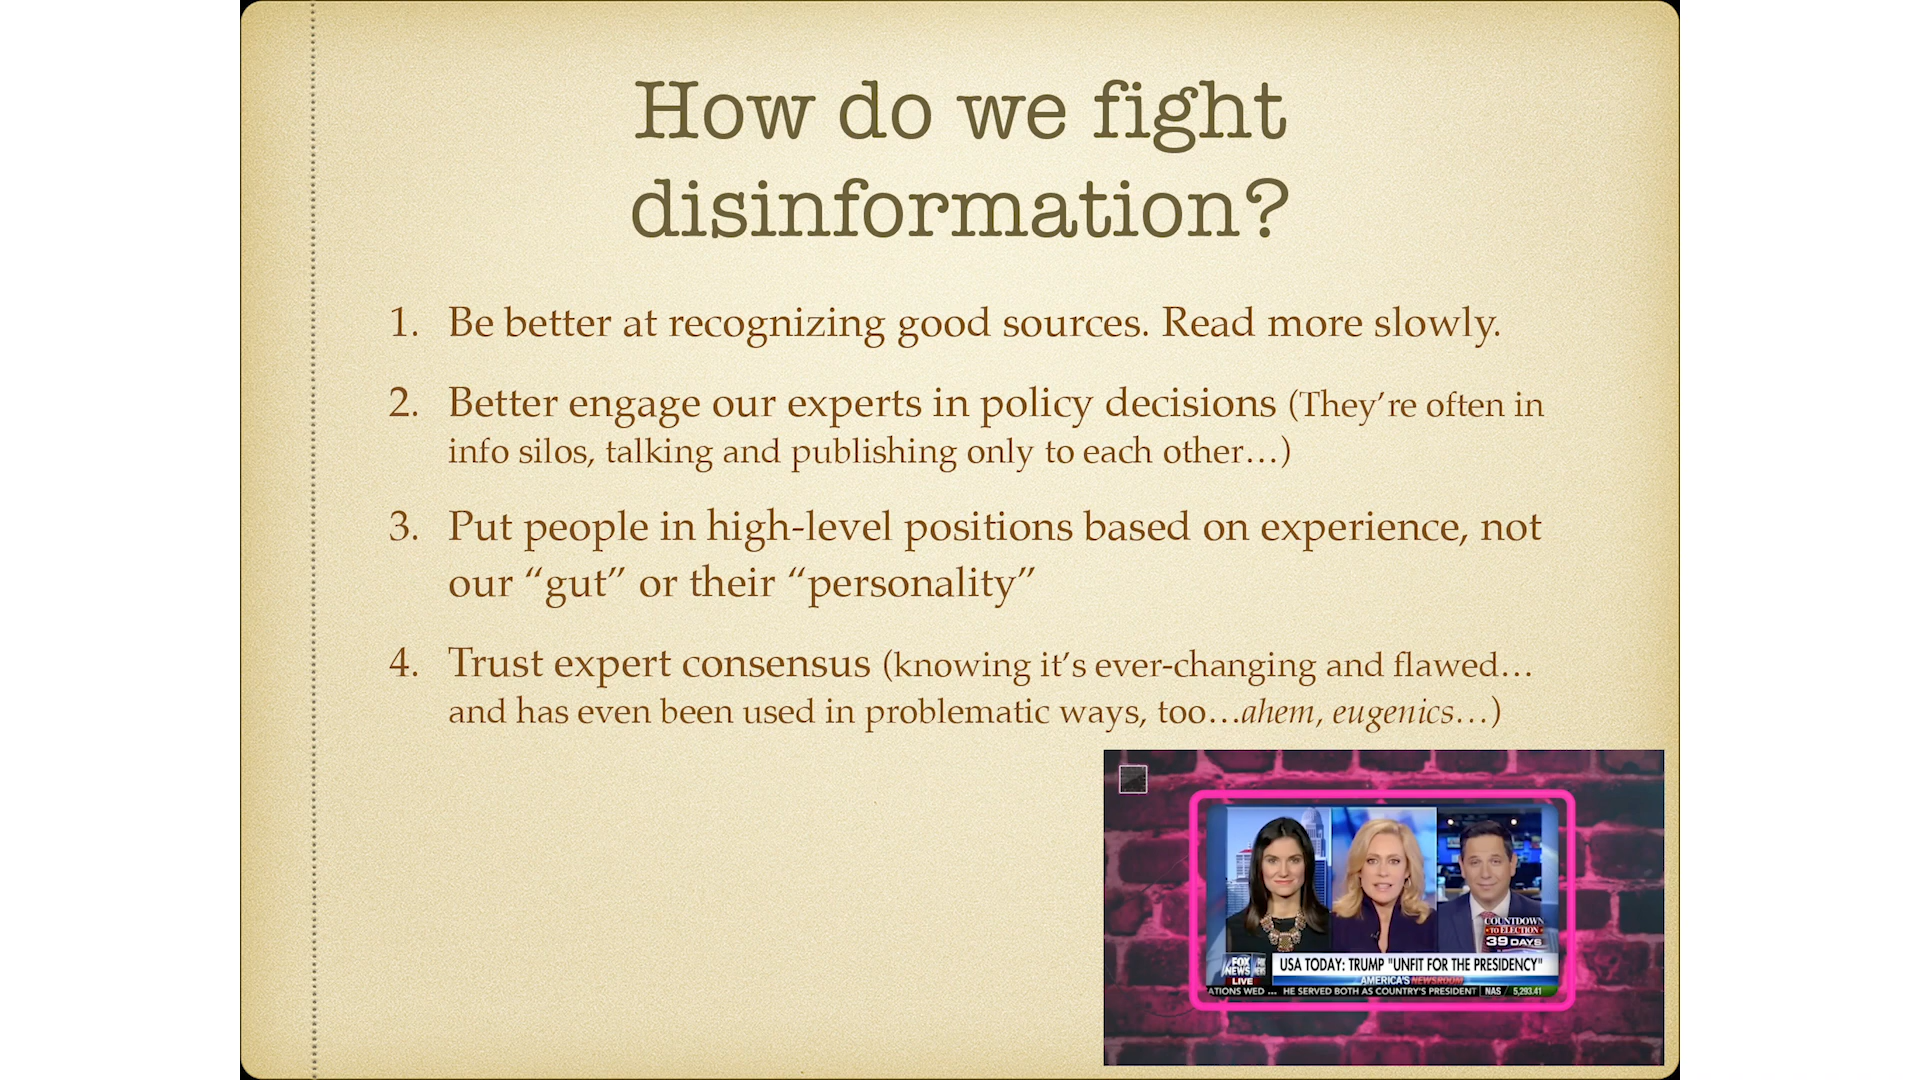 How do we fight
disinformation?
1. Be better at recognizing good sources. Read more slowly.
2. Better engage our experts in policy decisions (They’re often in
info silos, talking and publishing only to each other…)
3. Put people in high-level positions based on experience, not
our “gut” or their “personality”
4. Trust expert consensus (knowing it’s ever-changing and flawed…
and has even been used in problematic ways, too…ahem, eugenics…)
COUNTDOWN
TO ELECTION
39 DAYS
FOX
NEWS
LIVE
USA TODAY: TRUMP "UNFIT FOR THE PRESIDENCY"
AMERICA'S NEWSROOM
ATIONS WED ... HE SERVED BOTH AS COUNTRY'S PRESIDENT NAS 5,293.41